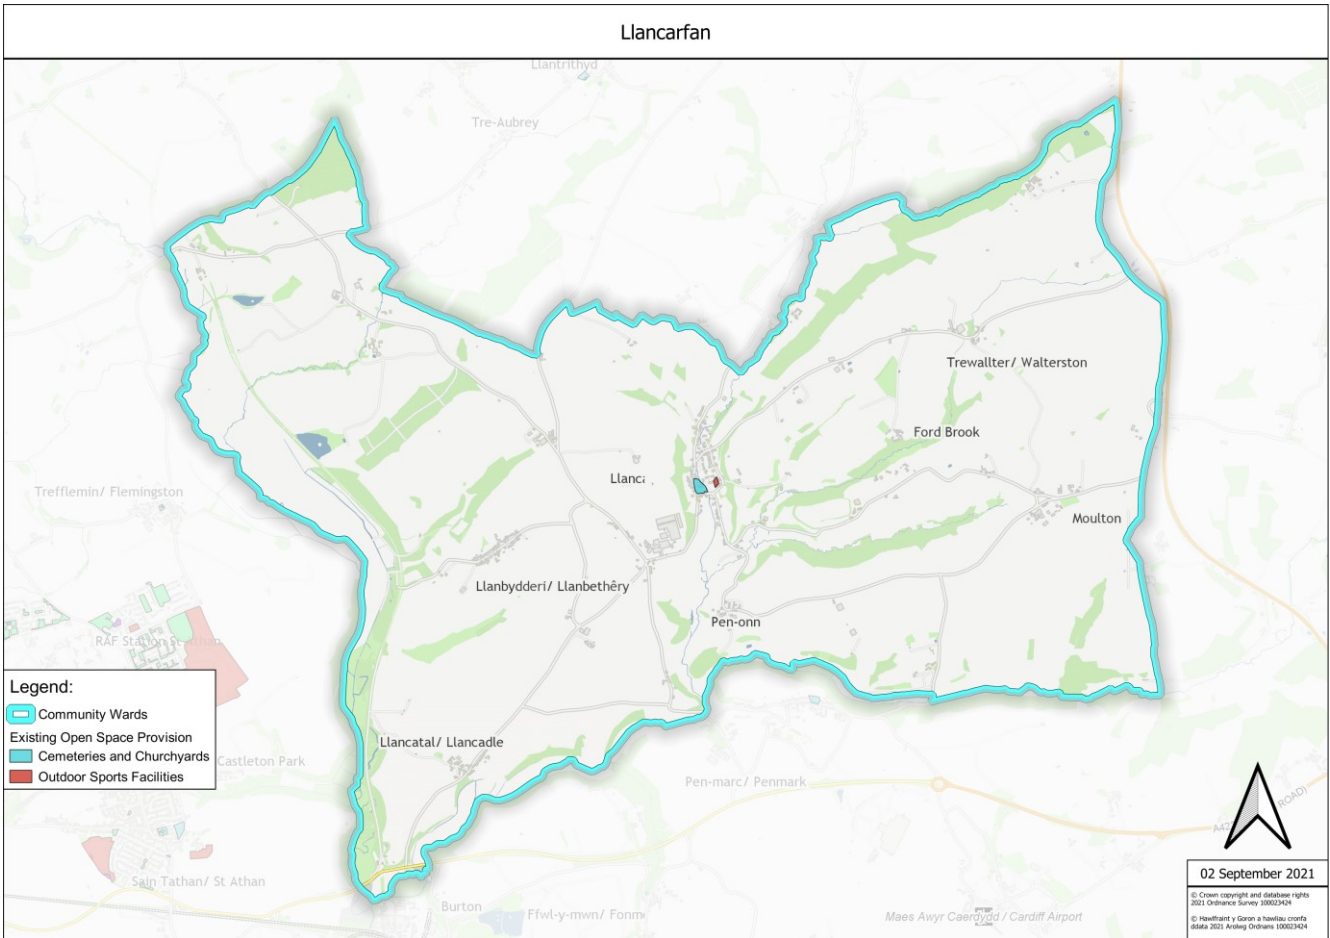 Llancarfan
Llantrithyd
Tre-Aubrey
Trewallter/ Walterston
Ford Brook
Llanca
Trefflemin/ Flemington
Moulton
Llanbydderi/ Llanbethêry
Pen-onn
RAF Station St Athan
Legend:
Community Wards
Existing Open Space Provision
Cemeteries and Churchyards
Outdoor Sports Facilities
Llancatal/ Llancadle
Castleton Park
Pen-marc/ Penmark
ROAD)
Sain Tathan/ St Athan
Burton
Ffwl-y-mwn/ Fonm
Maes Awyr Caerdydd / Cardiff Airport
02 September 2021
© Crown copyright and database rights
2021 Ordnance Survey 100023424
© Hawlfraint y Goron a hawliau cronfa
ddata 2021 Arolwg Ordnans 100023424